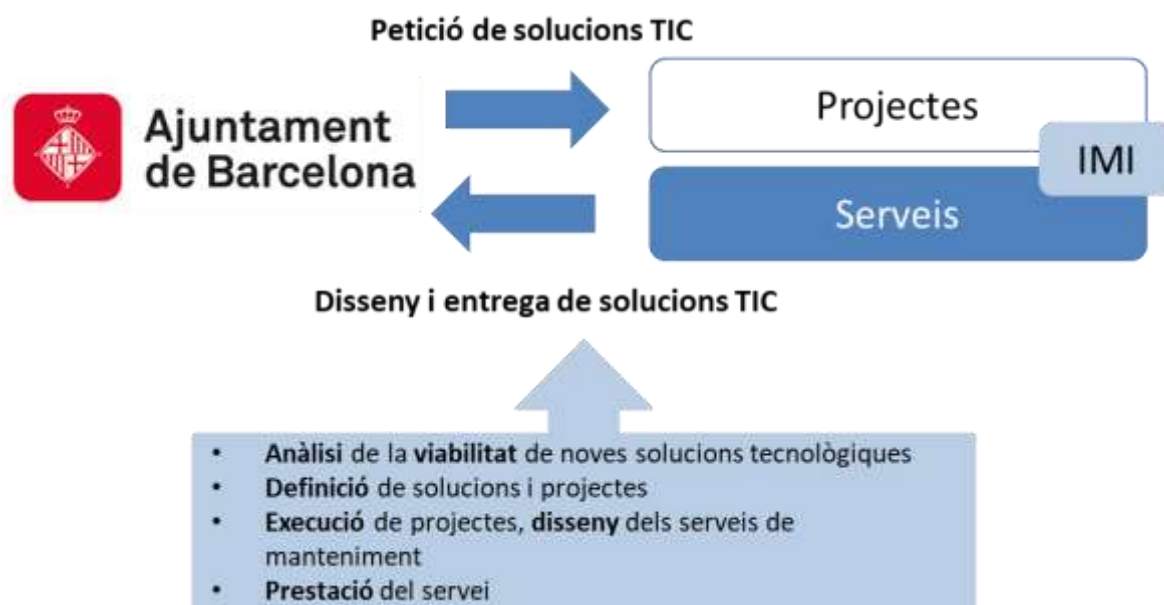 Petició de solucions TIC
Ajuntament
de Barcelona
Projectes
IMI
Serveis
Disseny i entrega de solucions TIC
• Anàlisi de la viabilitat de noves solucions tecnològiques
• Definició de solucions i projectes
• Execució de projectes, disseny dels serveis de
manteniment
• Prestació del servei